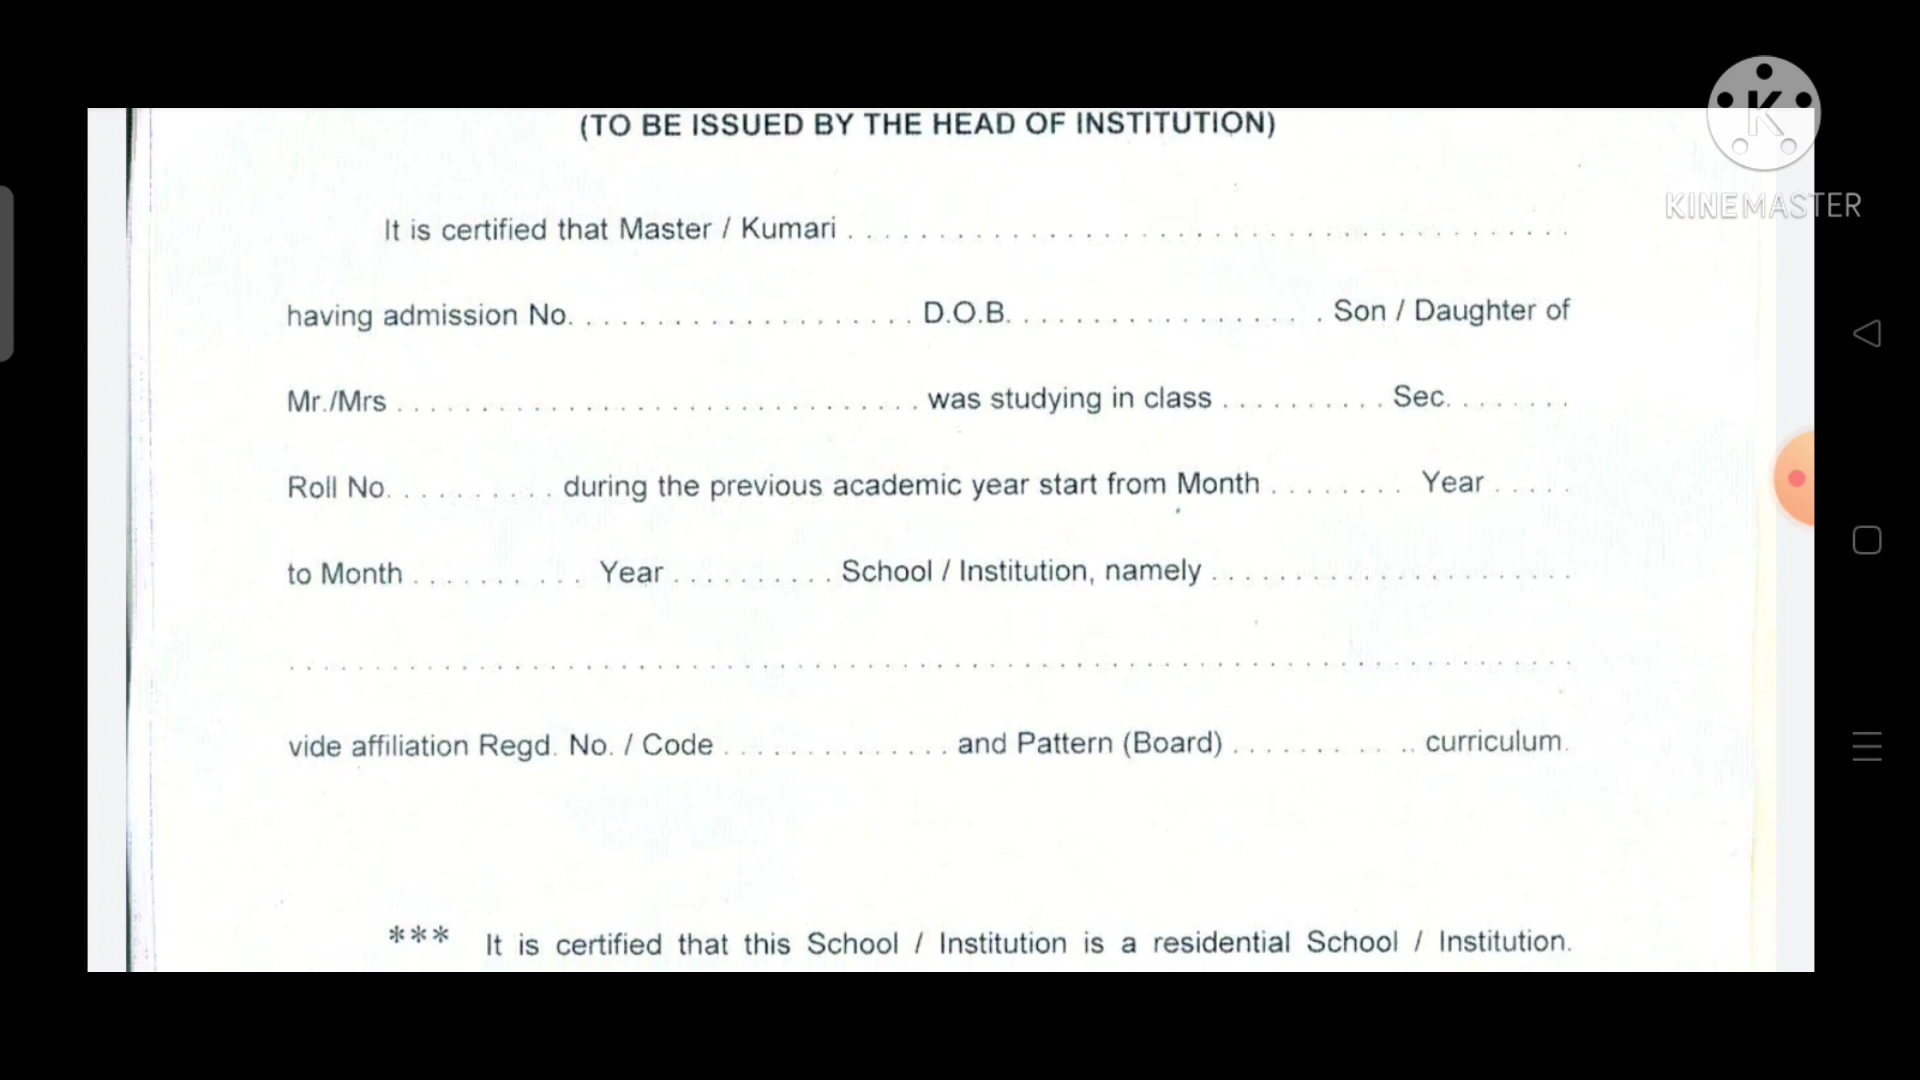 (TO BE ISSUED BY THE HEAD OF INSTITUTION)
K
KINEMASTER
It is certified that Master / Kumari . . . . . . . . . . . . . . . . . . . . . . . . . . . . . . . . . . . . . . . .
having admission No. . . . . . . . . . . . . . . . . . . . D.O.B. . . . . . . . . . . . . . . . . . . Son / Daughter of
Mr./Mrs . . . . . . . . . . . . . . . . . . . . . . . . . . . . . . was studying in class . . . . . . . . . . Sec. . . . . . . .
Roll No. . . . . . . . . . during the previous academic year start from Month . . . . . . . . Year . . . . .
to Month . . . . . . . . . . Year . . . . . . . . . School / Institution, namely . . . . . . . . . . . . . . . . . . . .
. . . . . . . . . . . . . . . . . . . . . . . . . . . . . . . . . . . . . . . . . . . . . . . . . . . . . . . . . . . . . . . . . . . . . .
vide affiliation Regd. No. / Code . . . . . . . . . . . . . and Pattern (Board) . . . . . . . . . . .. curriculum.
*** It is certified that this School / Institution is a residential School / Institution.